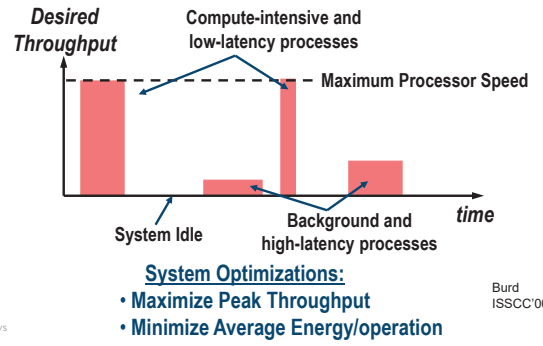 Desired
Throughput
Compute-intensive and
low-latency processes
Maximum Processor Speed
time
System Idle
Background and
high-latency processes
System Optimizations:
• Maximize Peak Throughput
• Minimize Average Energy/operation
Burd